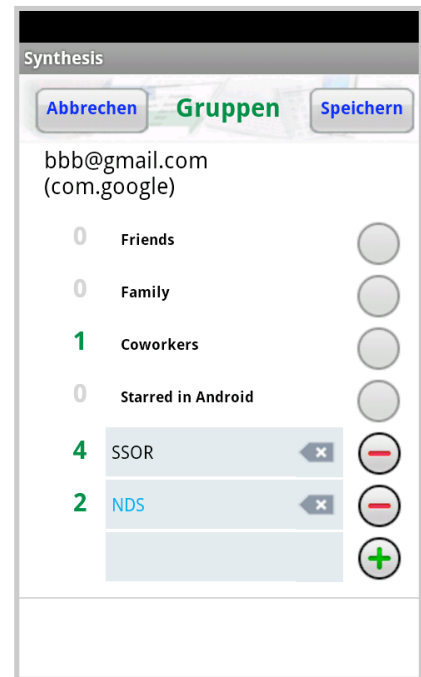 Synthesis
Abbrechen Gruppen Speichern
bbb@gmail.com
(com.google)
0 Friends
0 Family
1 Coworkers
0 Starred in Android
4 SSOR
2 NDS